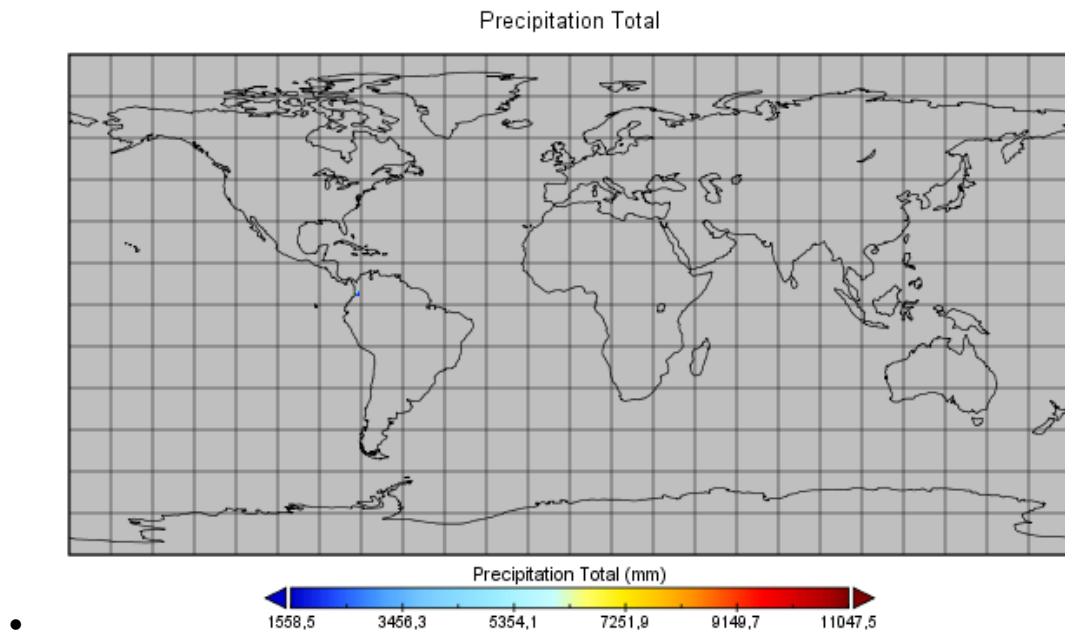 Precipitation Total
Precipitation Total (mm)
1558,5 3456,3 5354,1 7251,9 9149,7 11047,5